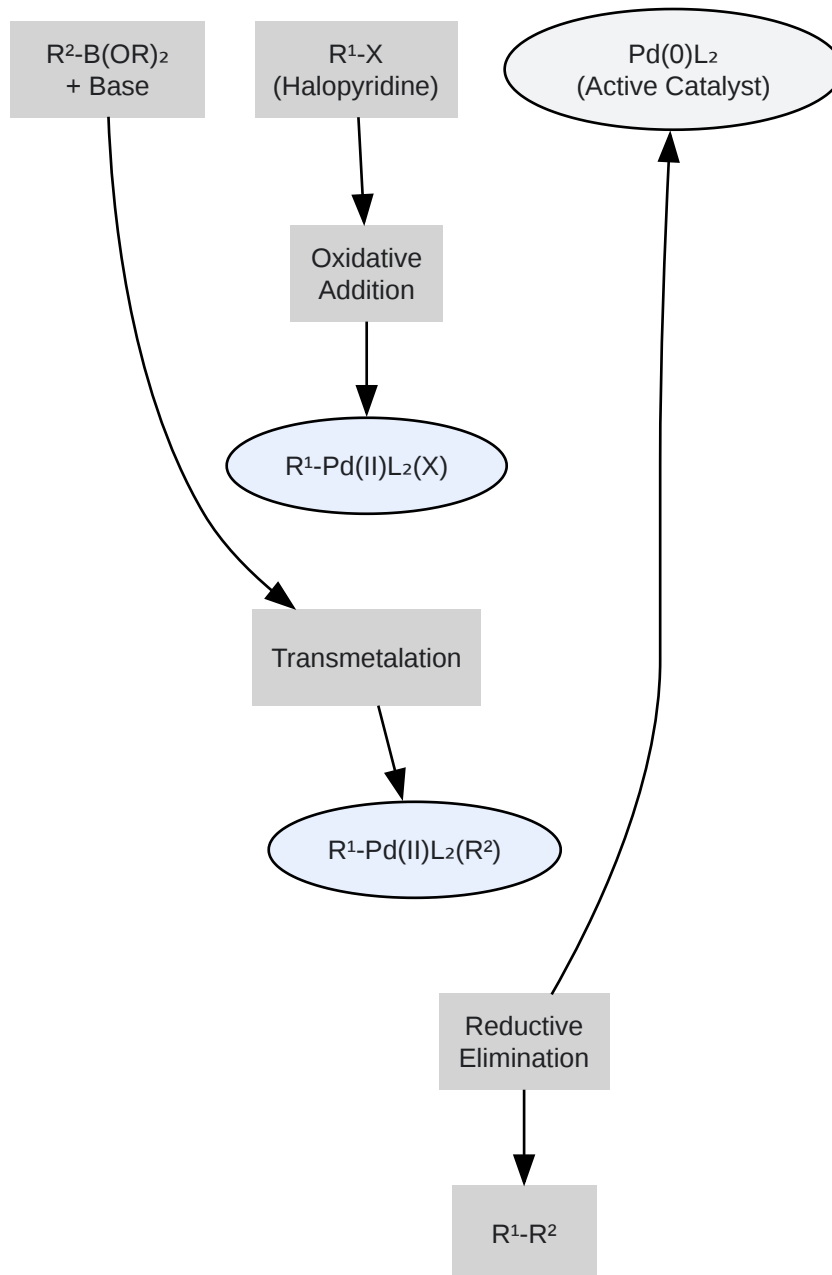 R²-B(OR)₂
+ Base
R¹-X
(Halopyridine)
Pd(0)L₂
(Active Catalyst)
Oxidative
Addition
R¹-Pd(II)L₂(X)
Transmetalation
R¹-Pd(II)L₂(R²)
Reductive
Elimination
R¹-R²